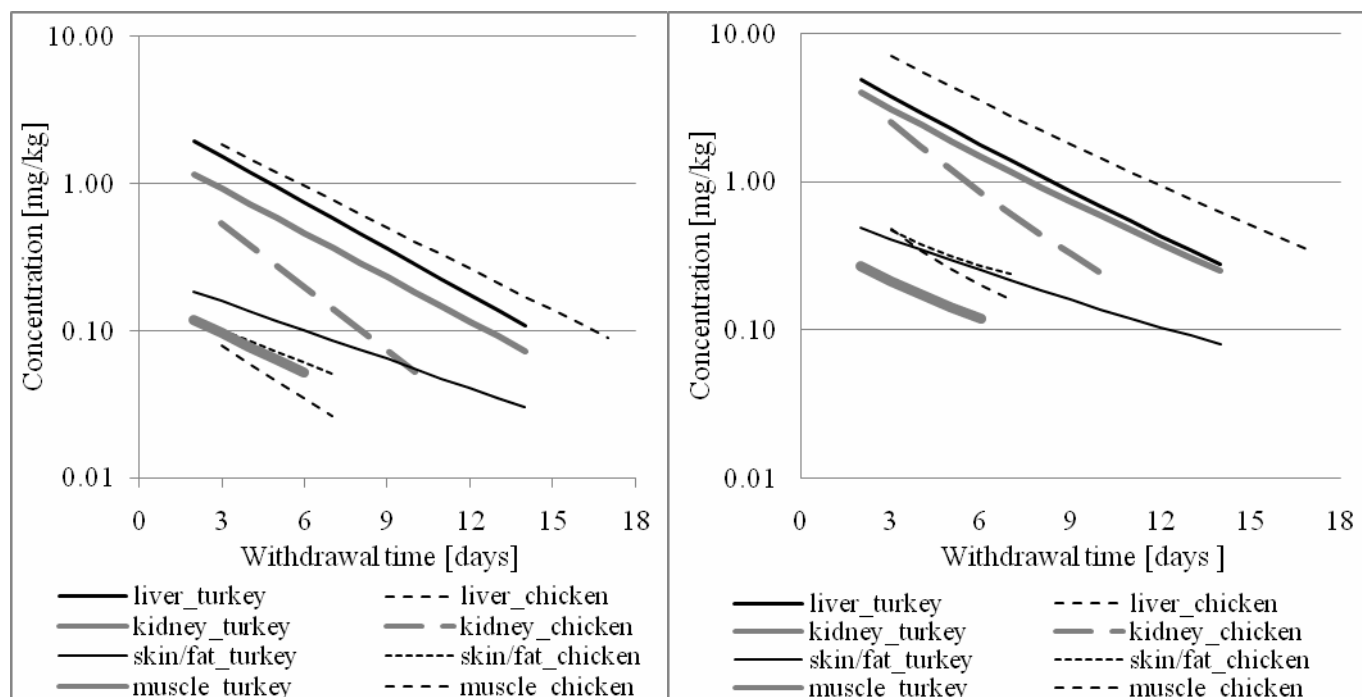 10.00
1.00
0.10
0.01
Concentration [mg/kg]
0 3 6 9 12 15 18
Withdrawal time [days]
liver_turkey liver_chicken
kidney_turkey kidney_chicken
skin/fat_turkey skin/fat_chicken
muscle_turkey muscle_chicken
10.00
1.00
0.10
0.01
Concentration [mg/kg]
0 3 6 9 12 15 18
Withdrawal time [days ]
liver_turkey liver_chicken
kidney_turkey kidney_chicken
skin/fat_turkey skin/fat_chicken
muscle_turkey muscle_chicken